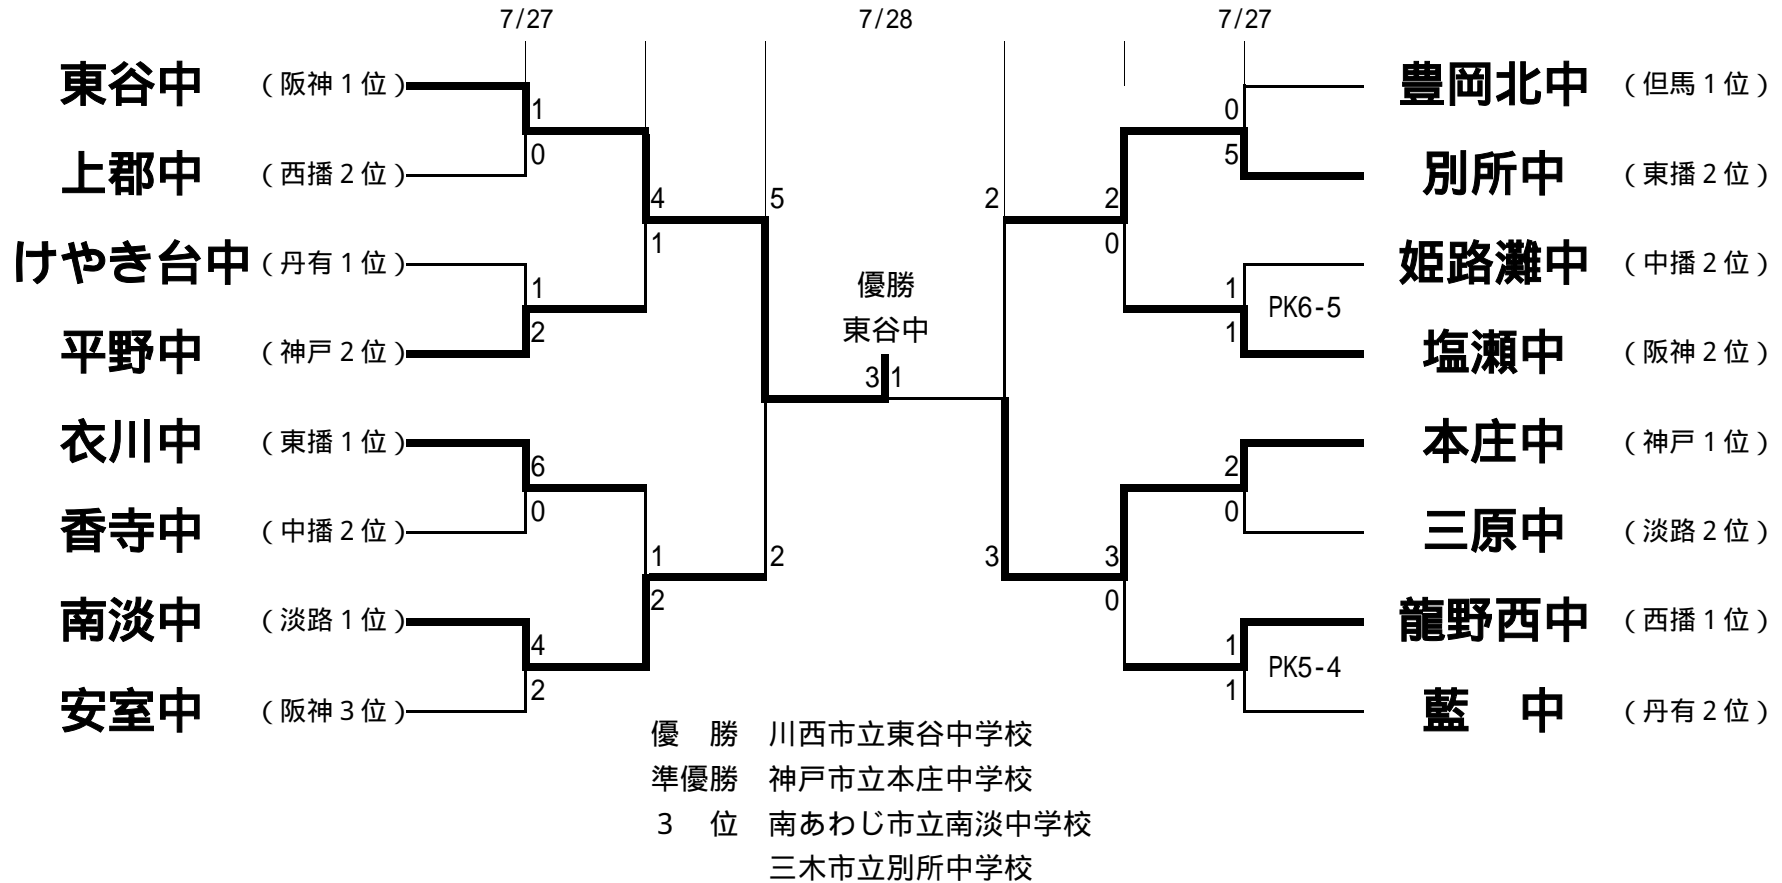 7/27 7/28 7/27
東谷中 (阪神1位) 豊岡北中 (但馬1位)
1 0
0 5
上郡中 (西播2位) 別所中 (東播2位)
4 5 2 2
1 0
けやき台中 (丹有1位) 姫路灘中 (中播2位)
優勝
1 1 PK6-5
東谷中
2 1
平野中 (神戸2位) 塩瀬中 (阪神2位)
3 1
衣川中 (東播1位) 本庄中 (神戸1位)
6 2
0 0
香寺中 (中播2位) 三原中 (淡路2位)
1 2 3 3
2 0
南淡中 (淡路1位) 龍野西中 (西播1位)
4 1 PK5-4
2 1
安室中 (阪神3位) 藍 中 (丹有2位)
優 勝 川西市立東谷中学校
準優勝 神戸市立本庄中学校
3 位 南あわじ市立南淡中学校
三木市立別所中学校